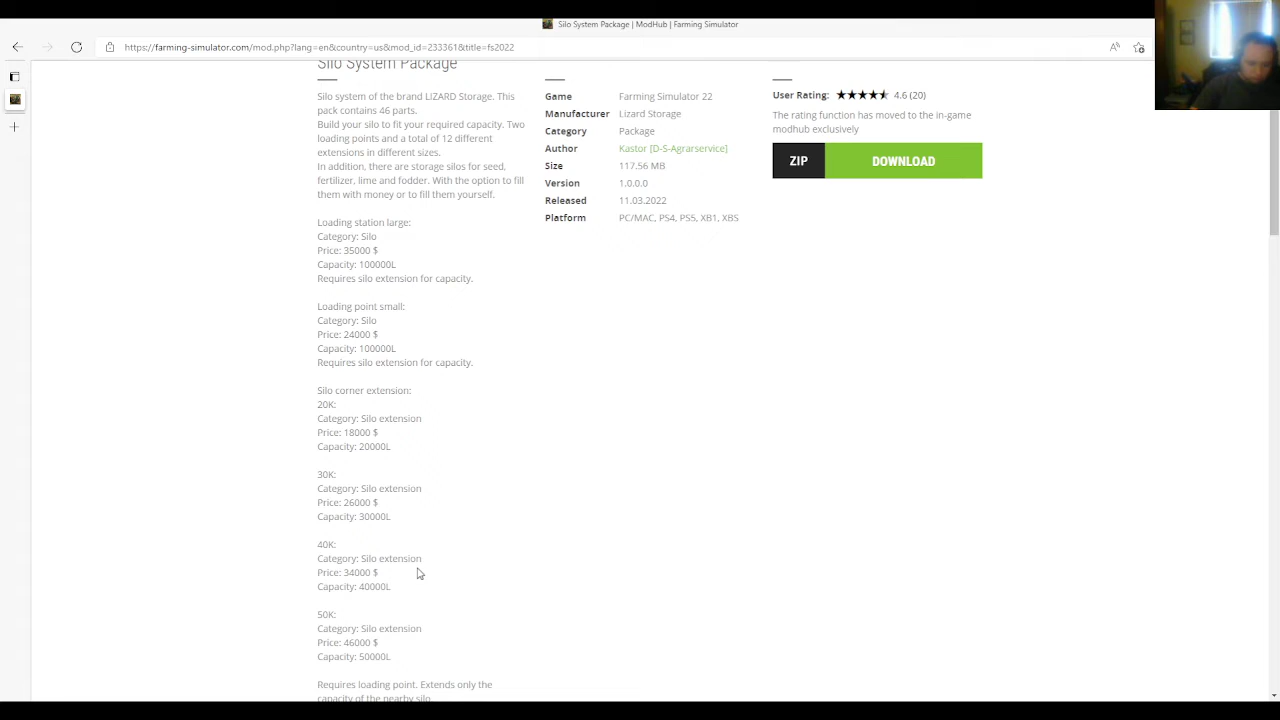 Silo System Package | ModHub | Farming Simulator
https://farming-simulator.com/mod.php?lang=en&country=us&mod_id=233361&title=fs2022
Silo System Package
Silo system of the brand LIZARD Storage. This
pack contains 46 parts.
Build your silo to fit your required capacity. Two
loading points and a total of 12 different
extensions in different sizes.
In addition, there are storage silos for seed,
fertilizer, lime and fodder. With the option to fill
them with money or to fill them yourself.
Loading station large:
Category: Silo
Price: 35000 $
Capacity: 100000L
Requires silo extension for capacity.
Loading point small:
Category: Silo
Price: 24000 $
Capacity: 100000L
Requires silo extension for capacity.
Silo corner extension:
20K:
Category: Silo extension
Price: 18000 $
Capacity: 20000L
30K:
Category: Silo extension
Price: 26000 $
Capacity: 30000L
40K:
Category: Silo extension
Price: 34000 $
Capacity: 40000L
50K:
Category: Silo extension
Price: 46000 $
Capacity: 50000L
Requires loading point. Extends only the
capacity of the nearby silo.
Game Farming Simulator 22
Manufacturer Lizard Storage
Category Package
Author Kastor [D-S-Agrarservice]
Size 117.56 MB
Version 1.0.0.0
Released 11.03.2022
Platform PC/MAC, PS4, PS5, XB1, XBS
User Rating: 4.6 (20)
The rating function has moved to the in-game
modhub exclusively
ZIP DOWNLOAD